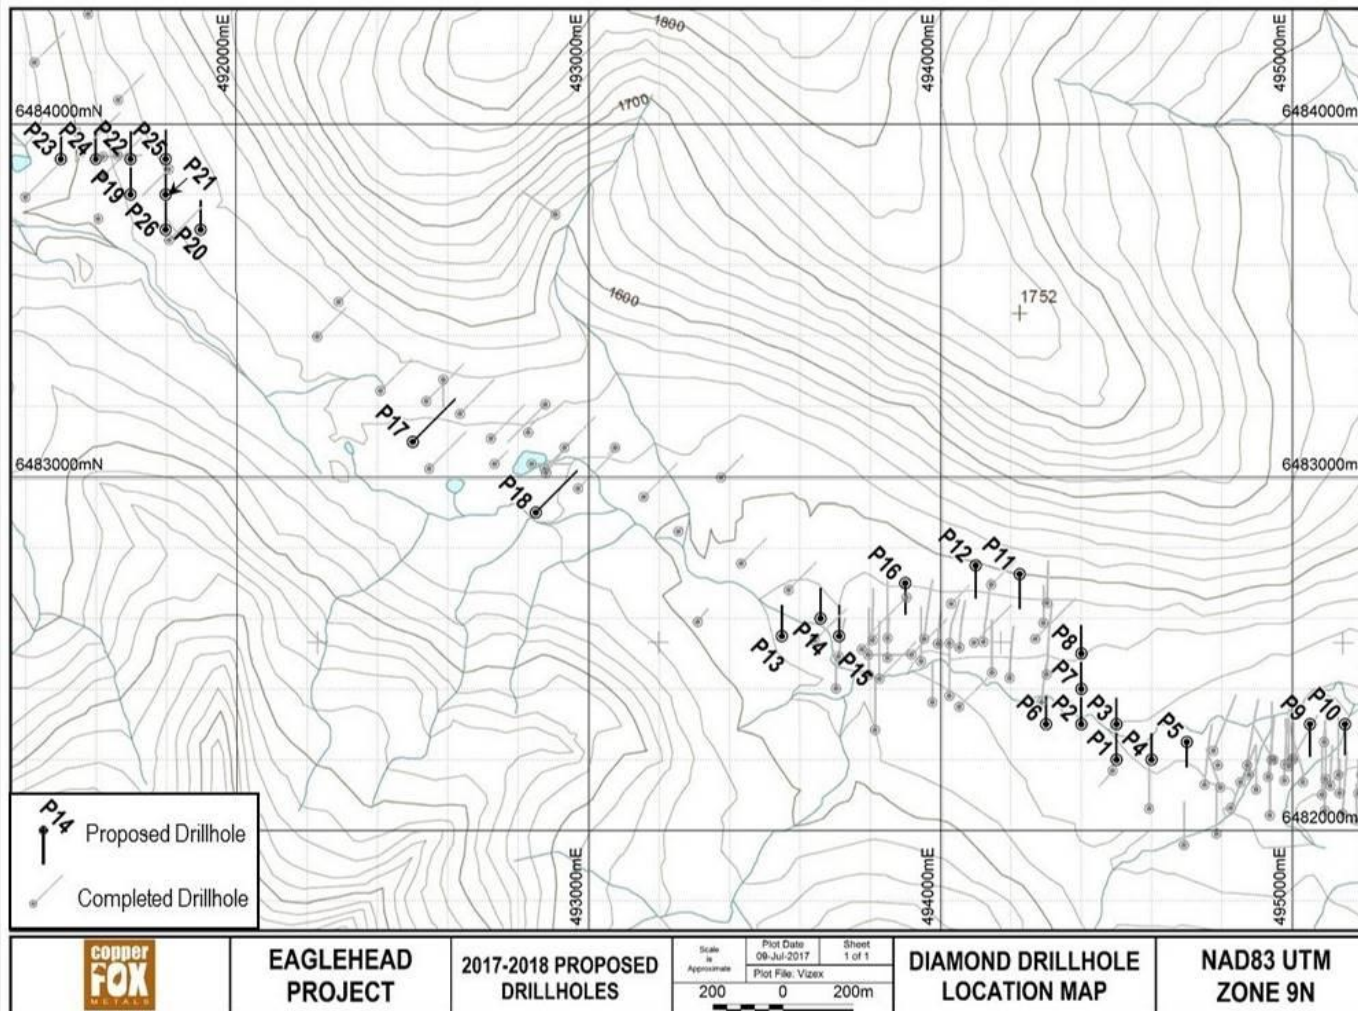 492000mE
493000mE
494000mE
495000mE
1800
1700
6484000mN
6484000m
P23
P24
P22
P25
P21
P19
P26
P20
1752
1600
P17
6483000mN
6483000m
P18
P12
P11
P16
P13
P14
P15
P8
P7
P6
P2
P3
P1
P4
P5
P9
P10
6482000m
P14
Proposed Drillhole
Completed Drillhole
493000mE
494000mE
495000mE
copper
FOX
METALS
EAGLEHEAD
PROJECT
2017-2018 PROPOSED
DRILLHOLES
Scale
is
Approximate
Plot Date
09-Jul-2017
Sheet
1 of 1
Plot File: Vizex
200 0 200m
DIAMOND DRILLHOLE
LOCATION MAP
NAD83 UTM
ZONE 9N